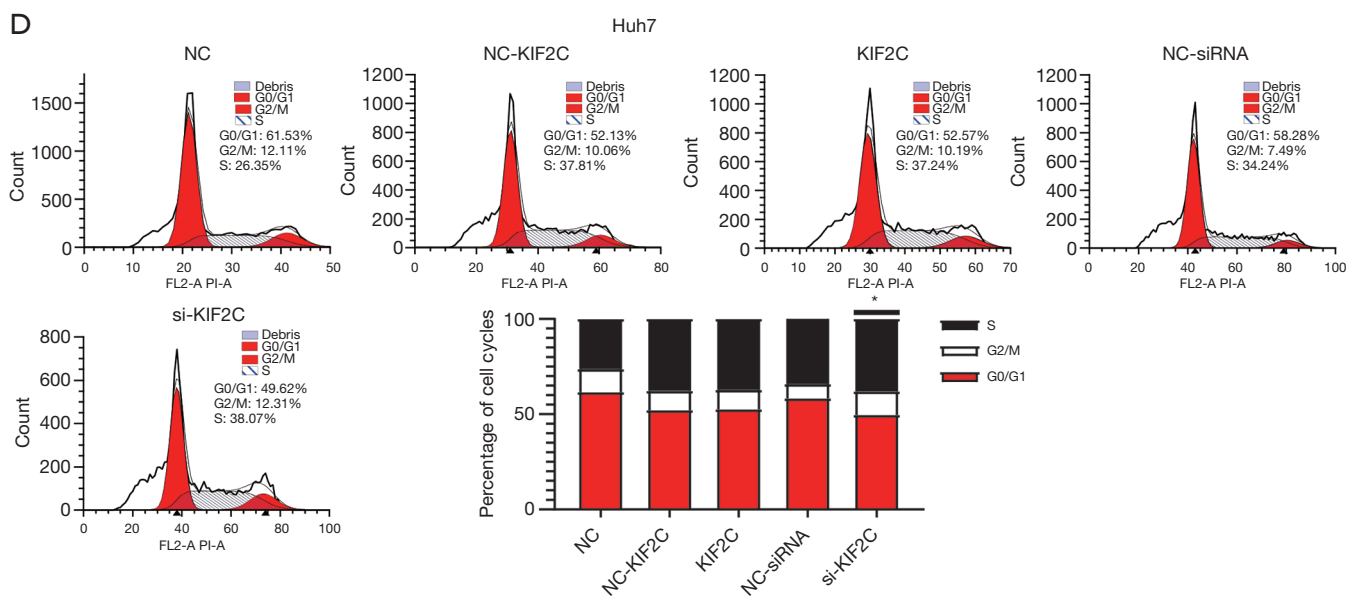 D
Huh7
NC
Debris
G0/G1
G2/M
S
G0/G1: 61.53%
G2/M: 12.11%
S: 26.35%
Count
1500
1000
500
0
0 10 20 30 40 50
FL2-A PI-A
NC-KIF2C
Debris
G0/G1
G2/M
S
G0/G1: 52.13%
G2/M: 10.06%
S: 37.81%
Count
1200
1000
800
600
400
200
0
0 20 40 60 80
FL2-A PI-A
KIF2C
Debris
G0/G1
G2/M
S
G0/G1: 52.57%
G2/M: 10.19%
S: 37.24%
Count
1200
1000
800
600
400
200
0
0 10 20 30 40 50 60 70
FL2-A PI-A
NC-siRNA
Debris
G0/G1
G2/M
S
G0/G1: 58.28%
G2/M: 7.49%
S: 34.24%
Count
1200
1000
800
600
400
200
0
0 20 40 60 80 100
FL2-A PI-A
si-KIF2C
Debris
G0/G1
G2/M
S
G0/G1: 49.62%
G2/M: 12.31%
S: 38.07%
Count
800
600
400
200
0
0 20 40 60 80 100
FL2-A PI-A
Percentage of cell cycles
100
50
0
*
S
G2/M
G0/G1
NC
NC-KIF2C
KIF2C
NC-siRNA
si-KIF2C